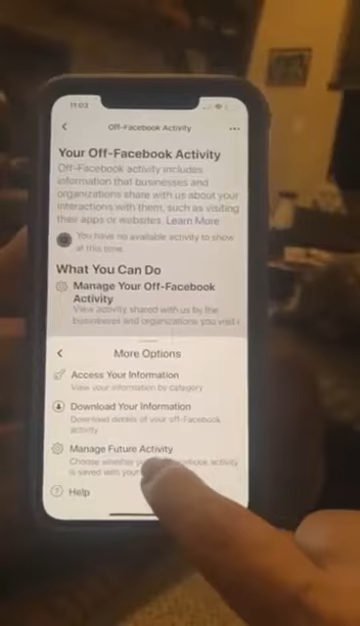 11:03
Off-Facebook Activity
Your Off-Facebook Activity
Off-Facebook activity includes
information that businesses and
organizations share with us about your
interactions with them, such as visiting
their apps or websites. Learn More
You have no available activity to show
at this time.
What You Can Do
Manage Your Off-Facebook
Activity
View activity shared with us by the
businesses and organizations you visit
More Options
Access Your Information
View your information by category
Download Your Information
Download details of your off-Facebook
activity
Manage Future Activity
Choose whether activity
is saved with
Help